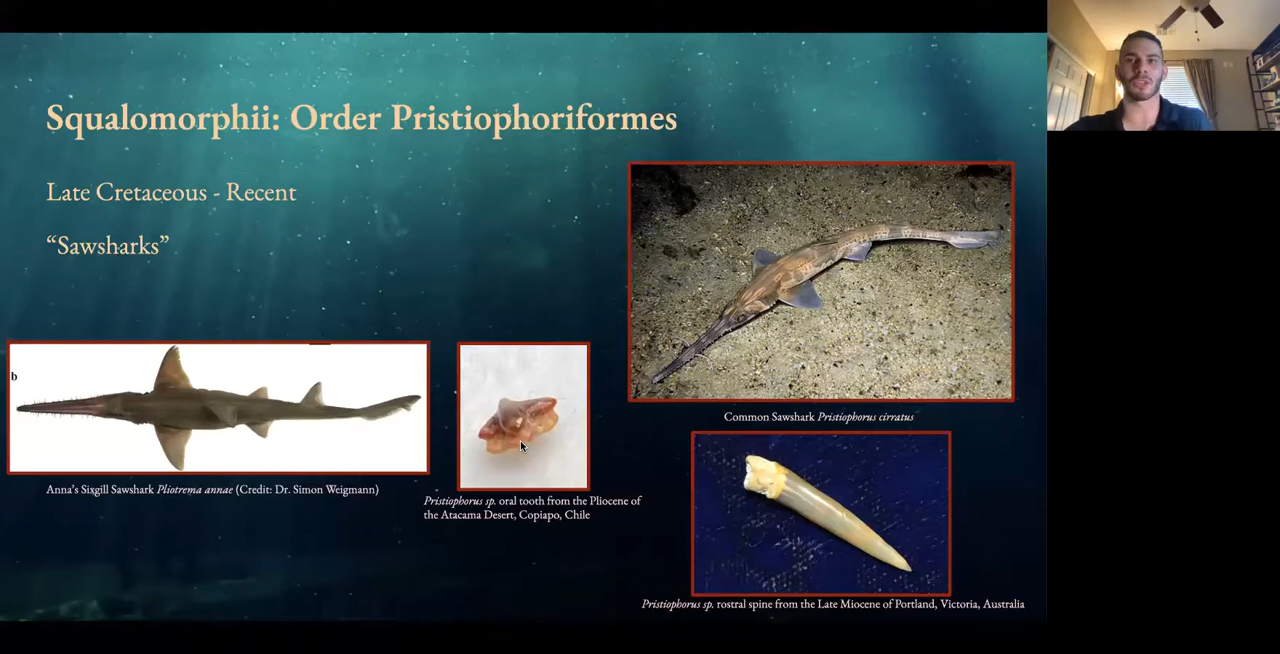 Squalomorphii: Order Pristiophoriformes
Late Cretaceous - Recent
“Sawsharks”
b
Anna's Sixgill Sawshark Pliotrema annae (Credit: Dr. Simon Weigmann)
Pristiophorus sp. oral tooth from the Pliocene of
the Atacama Desert, Copiapo, Chile
Common Sawshark Pristiophorus cirratus
Pristiophorus sp. rostral spine from the Late Miocene of Portland, Victoria, Australia